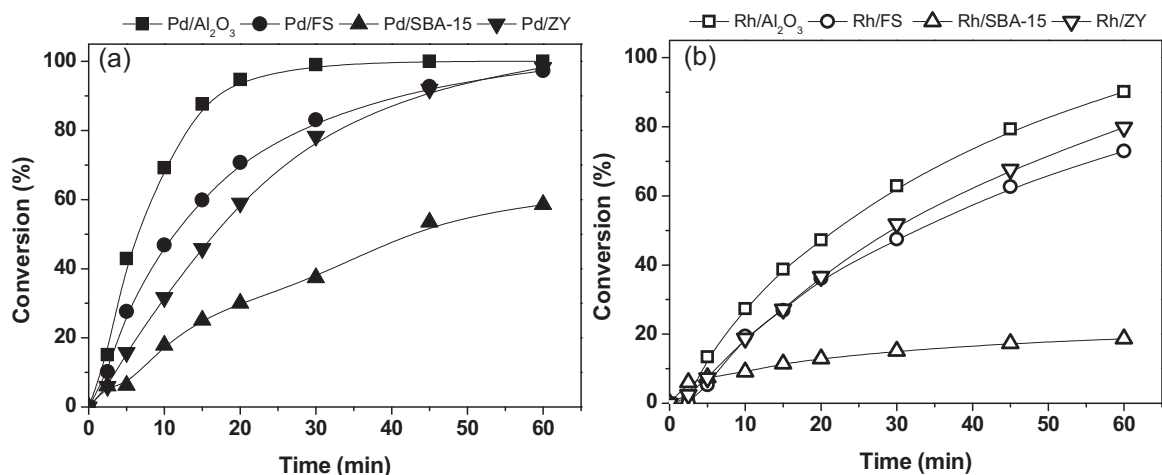 Pd/Al₂O₃ Pd/FS Pd/SBA-15 Pd/ZY
(a)
100
80
60
40
20
0
Conversion (%)
0 10 20 30 40 50 60
Time (min)
Rh/Al₂O₃ Rh/FS Rh/SBA-15 Rh/ZY
(b)
100
80
60
40
20
0
Conversion (%)
0 10 20 30 40 50 60
Time (min)